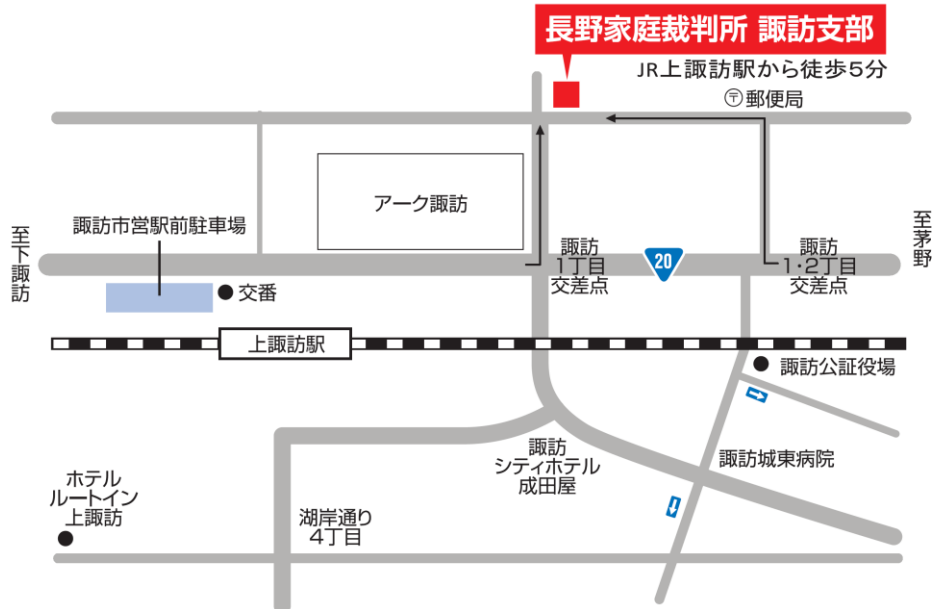 長野家庭裁判所 諏訪支部
JR上諏訪駅から徒歩5分
〒郵便局
アーク諏訪
諏訪市営駅前駐車場
至下諏訪
諏訪
1丁目
交差点
20
諏訪
1・2丁目
交差点
至茅野
交番
上諏訪駅
諏訪公証役場
諏訪
シティホテル
成田屋
諏訪城東病院
ホテル
ルートイン
上諏訪
湖岸通り
4丁目